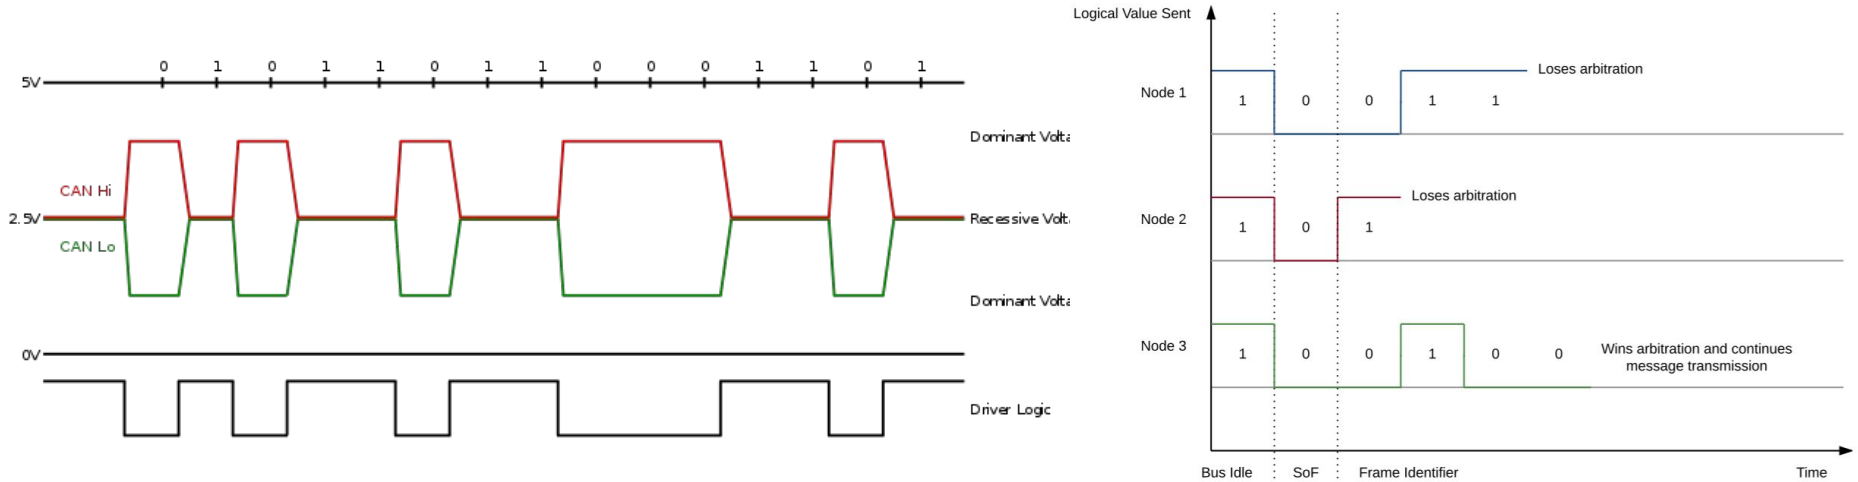 0 1 0 1 1 0 1 1 0 0 0 1 1 0 1
5V
Dominant
CAN Hi
2.5V
Recessive
CAN Lo
Dominant
0V
Driver Logic
Logical Value Sent
Loses arbitration
Node 1
1 0 0 1 1
Loses arbitration
Node 2
1 0 1
Node 3
1 0 0 1 0 0
Wins arbitration and continues
message transmission
Bus Idle
SoF
Frame Identifier
Time